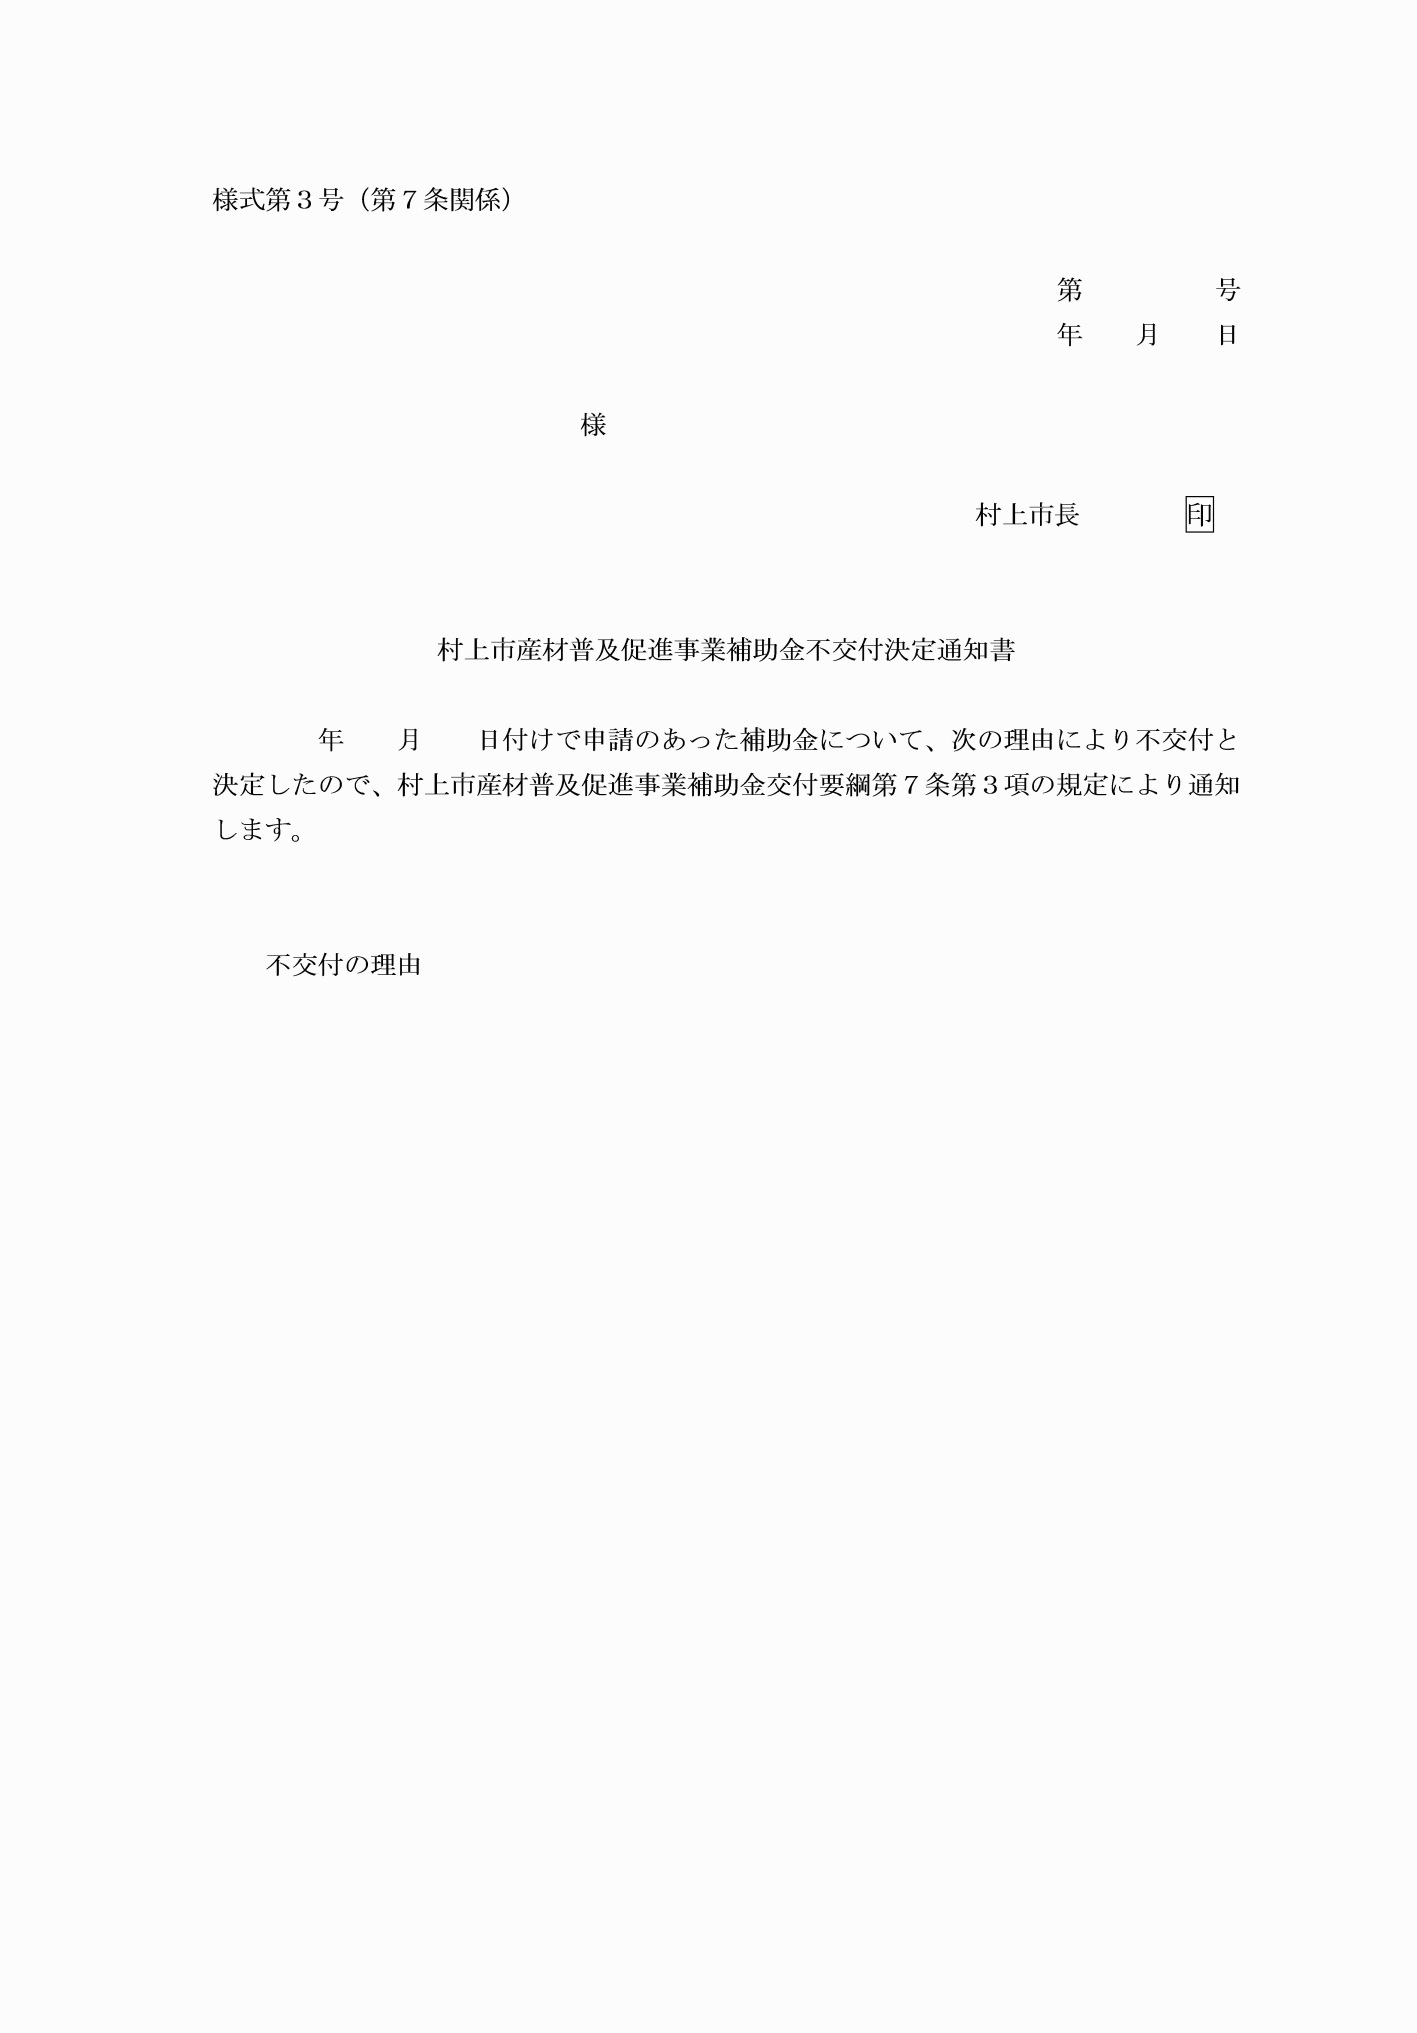 様式第３号（第７条関係）
第　　　　　号
年　　月　　日
様
村上市長　　　　印
村上市産材普及促進事業補助金不交付決定通知書
年　　月　　日付けで申請のあった補助金について、次の理由により不交付と
決定したので、村上市産材普及促進事業補助金交付要綱第７条第３項の規定により通知
します。
不交付の理由